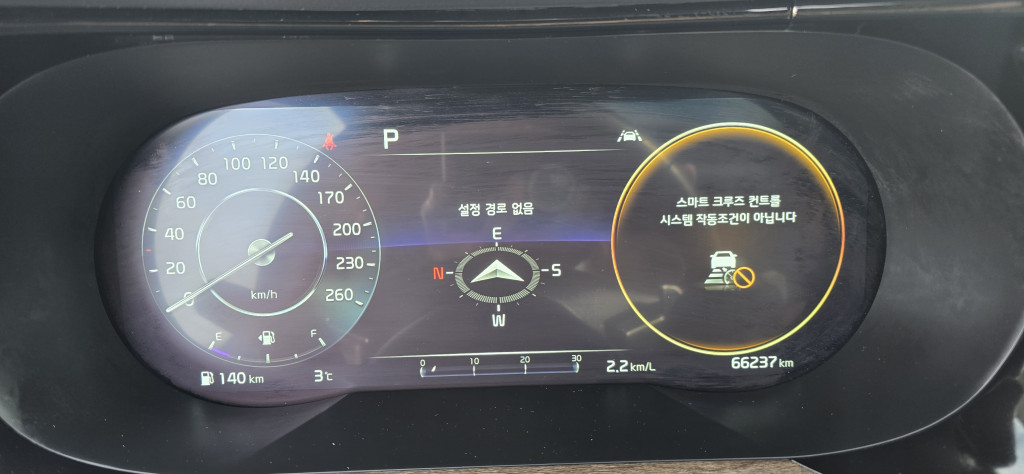 P
100 120
80 140
60 170
40 200
20 230
0 260
km/h
E F
140 km
3℃
설정 경로 없음
E
N S
W
0 10 20 30
2.2 km/L
스마트 크루즈 컨트롤
시스템 작동조건이 아닙니다
66237 km